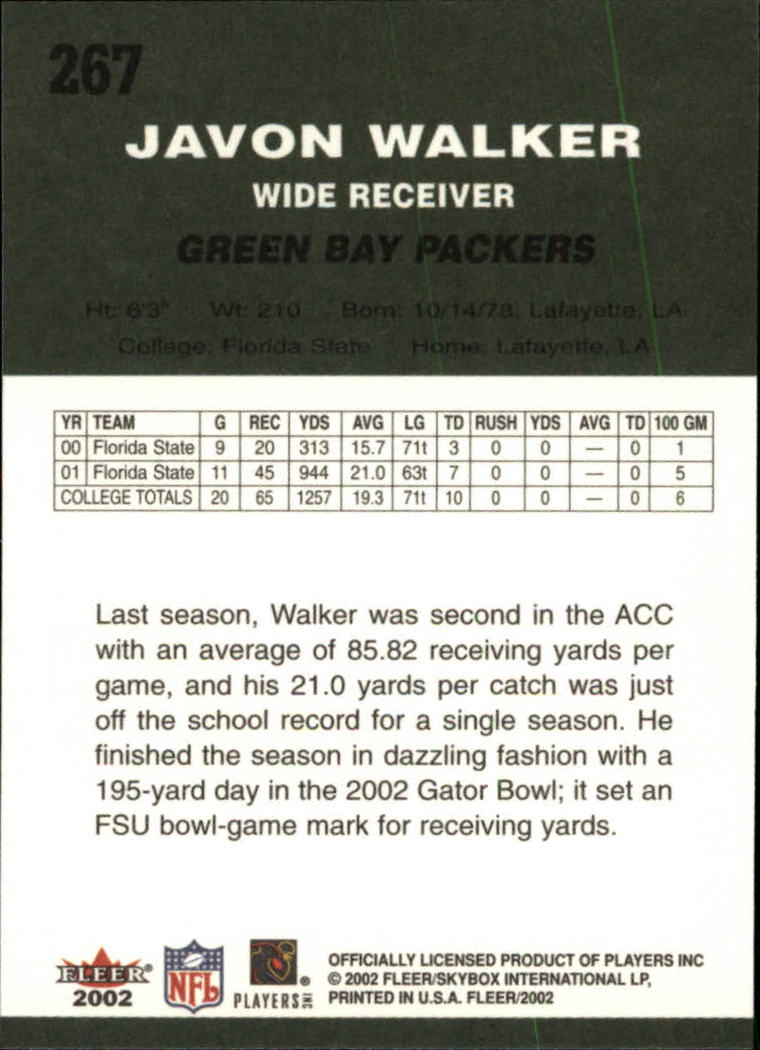 267
JAVON WALKER
WIDE RECEIVER
GREEN BAY PACKERS
Ht: 6'3" Wt: 210 Born: 10/14/78, Lafayette, LA
College: Florida State Home: Lafayette, LA
YR TEAM G REC YDS AVG LG TD RUSH YDS AVG TD 100 GM
00 Florida State 9 20 313 15.7 71t 3 0 0 — 0 1
01 Florida State 11 45 944 21.0 63t 7 0 0 — 0 5
COLLEGE TOTALS 20 65 1257 19.3 71t 10 0 0 — 0 6
Last season, Walker was second in the ACC
with an average of 85.82 receiving yards per
game, and his 21.0 yards per catch was just
off the school record for a single season. He
finished the season in dazzling fashion with a
195-yard day in the 2002 Gator Bowl; it set an
FSU bowl-game mark for receiving yards.
FLEER®
2002
NFL
®
PLAYERS INC
OFFICIALLY LICENSED PRODUCT OF PLAYERS INC
© 2002 FLEER/SKYBOX INTERNATIONAL LP,
PRINTED IN U.S.A. FLEER/2002